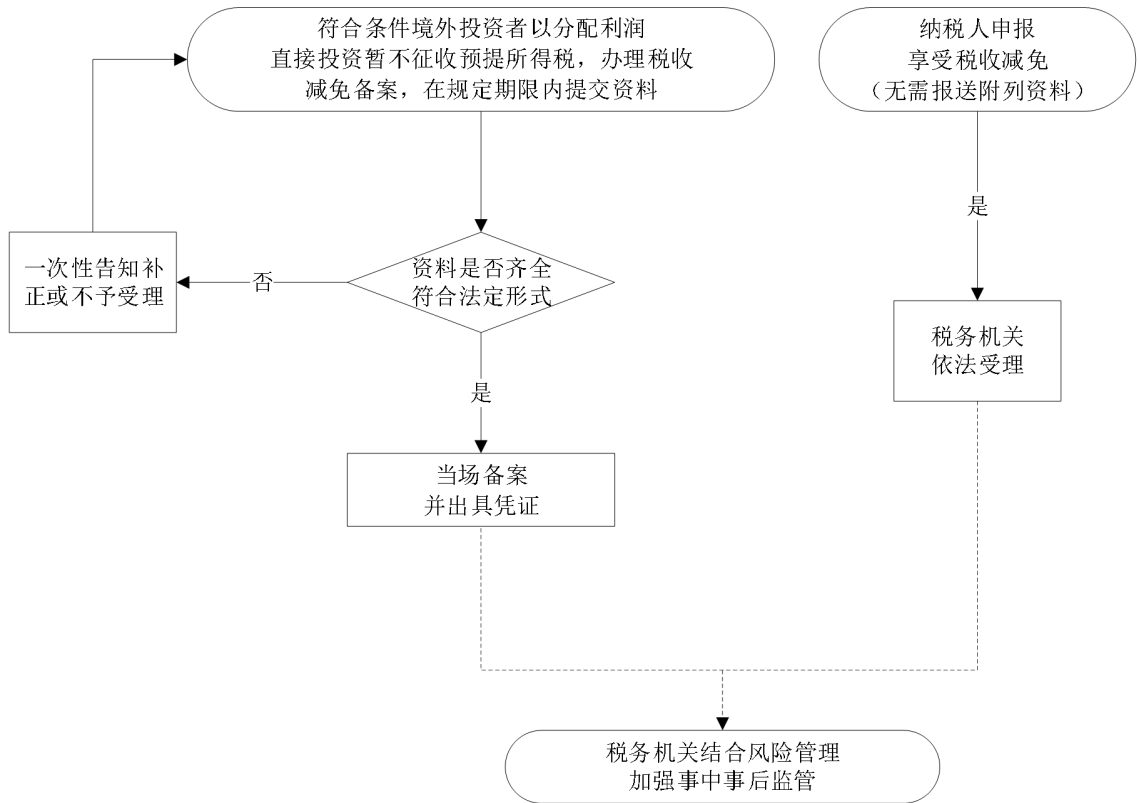 符合条件境外投资者以分配利润
直接投资暂不征收预提所得税，办理税收
减免备案，在规定期限内提交资料
纳税人申报
享受税收减免
（无需报送附列资料）
是
一次性告知补
正或不予受理
否
资料是否齐全
符合法定形式
税务机关
依法受理
是
当场备案
并出具凭证
税务机关结合风险管理
加强事中事后监管